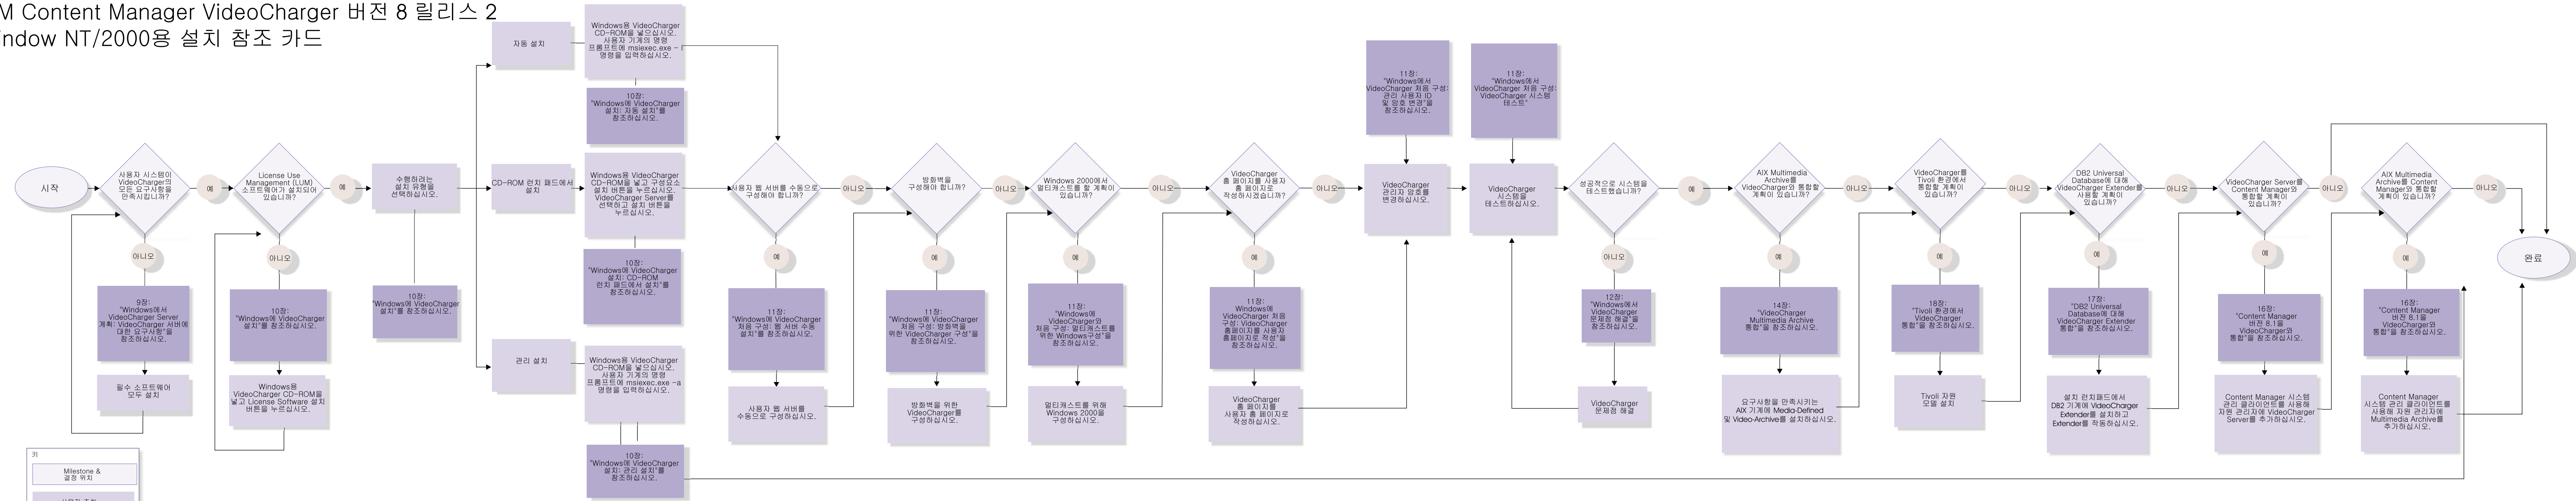 M Content Manager VideoCharger 버전 8 릴리스 2
ndow NT/2000용 설치 참조 카드
시작
사용자 시스템이
VideoCharger의
모든 요구사항을
만족시킵니까?
예
아니오
9장:
"Windows에서
VideoCharger Server
계획: VideoCharger 서버에
대한 요구사항"을
참조하십시오.
필수 소프트웨어
모두 설치
License Use
Management (LUM)
소프트웨어가 설치되어
있습니까?
예
아니오
10장:
"Windows에 VideoCharger
설치"를 참조하십시오.
Windows용
VideoCharger CD-ROM을
넣고 License Software 설치
버튼을 누르십시오.
수행하려는
설치 유형을
선택하십시오.
10장:
"Windows에 VideoCharger
설치"를 참조하십시오.
자동 설치
Windows용 VideoCharger
CD-ROM을 넣으십시오.
사용자 기계의 명령
프롬프트에 msiexec.exe - i
명령을 입력하십시오.
10장:
"Windows에 VideoCharger
설치: 자동 설치"를
참조하십시오.
CD-ROM 런치 패드에서
설치
Windows용 VideoCharger
CD-ROM을 넣고 구성요소
설치 버튼을 누르십시오.
VideoCharger Server를
선택하고 설치 버튼을
누르십시오.
10장:
"Windows에 VideoCharger
설치: CD-ROM
런치 패드에서 설치"를
참조하십시오.
관리 설치
Windows용 VideoCharger
CD-ROM을 넣으십시오.
사용자 기계의 명령
프롬프트에 msiexec.exe -a
명령을 입력하십시오.
10장:
"Windows에 VideoCharger
설치: 관리 설치"를
참조하십시오.
사용자 웹 서버를 수동으로
구성해야 합니까?
아니오
예
11장:
"Windows에 VideoCharger
처음 구성: 웹 서버 수동
설치"를 참조하십시오.
사용자 웹 서버를
수동으로 구성하십시오.
방화벽을
구성해야 합니까?
아니오
예
11장:
"Windows에 VideoCharger
처음 구성: 방화벽을
위한 VideoCharger 구성"을
참조하십시오.
방화벽을 위한
VideoCharger를
구성하십시오.
Windows 2000에서
멀티캐스트를 할 계획이
있습니까?
아니오
예
11장:
"Windows에
VideoCharger와
처음 구성: 멀티캐스트를
위한 Windows구성"을
참조하십시오.
멀티캐스트를 위해
Windows 2000을
구성하십시오.
VideoCharger
홈 페이지를 사용자
홈 페이지로
작성하시겠습니까?
아니오
예
11장:
Windows에
VideoCharger 처음
구성: VideoCharger
홈페이지를 사용자
홈페이지로 작성"을
참조하십시오.
VideoCharger
홈 페이지를
사용자 홈 페이지로
작성하십시오.
11장:
"Windows에서
VideoCharger 처음 구성:
관리 사용자 ID
및 암호 변경"을
참조하십시오.
VideoCharger
관리자 암호를
변경하십시오.
11장:
"Windows에서
VideoCharger 처음 구성:
VideoCharger 시스템
테스트"
VideoCharger
시스템을
테스트하십시오.
성공적으로 시스템을
테스트했습니까?
예
아니오
12장:
"Windows에서
VideoCharger
문제점 해결"을
참조하십시오.
VideoCharger
문제점 해결
AIX Multimedia
Archive를
VideoCharger와 통합할
계획이 있습니까?
아니오
예
14장:
"VideoCharger
Multimedia Archive
통합"을 참조하십시오.
요구사항을 만족시키는
AIX 기계에 Media-Defined
및 Video-Archive를 설치하십시오.
VideoCharger를
Tivoli 환경에서
통합할 계획이
있습니까?
아니오
예
18장:
"Tivoli 환경에서
VideoCharger
통합"을 참조하십시오.
Tivoli 자원
모델 설치
DB2 Universal
Database에 대해
VideoCharger Extender를
사용할 계획이
있습니까?
아니오
예
17장:
"DB2 Universal
Database에 대해
VideoCharger Extender
통합"을 참조하십시오.
설치 런치패드에서
DB2 기계에 VideoCharger
Extender를 설치하고
Extender를 작동하십시오.
VideoCharger Server를
Content Manager와
통합할 계획이
있습니까?
아니오
예
16장:
"Content Manager
버전 8.1을
VideoCharger와
통합"을 참조하십시오.
Content Manager 시스템
관리 클라이언트를 사용해
자원 관리자에 VideoCharger
Server를 추가하십시오.
AIX Multimedia
Archive를 Content
Manager와 통합할
계획이 있습니까?
아니오
예
16장:
"Content Manager
버전 8.1을
VideoCharger와
통합"을 참조하십시오.
Content Manager
시스템 관리 클라이언트를
사용해 자원 관리자에
Multimedia Archive를
추가하십시오.
완료
키
Milestone &
결정 위치